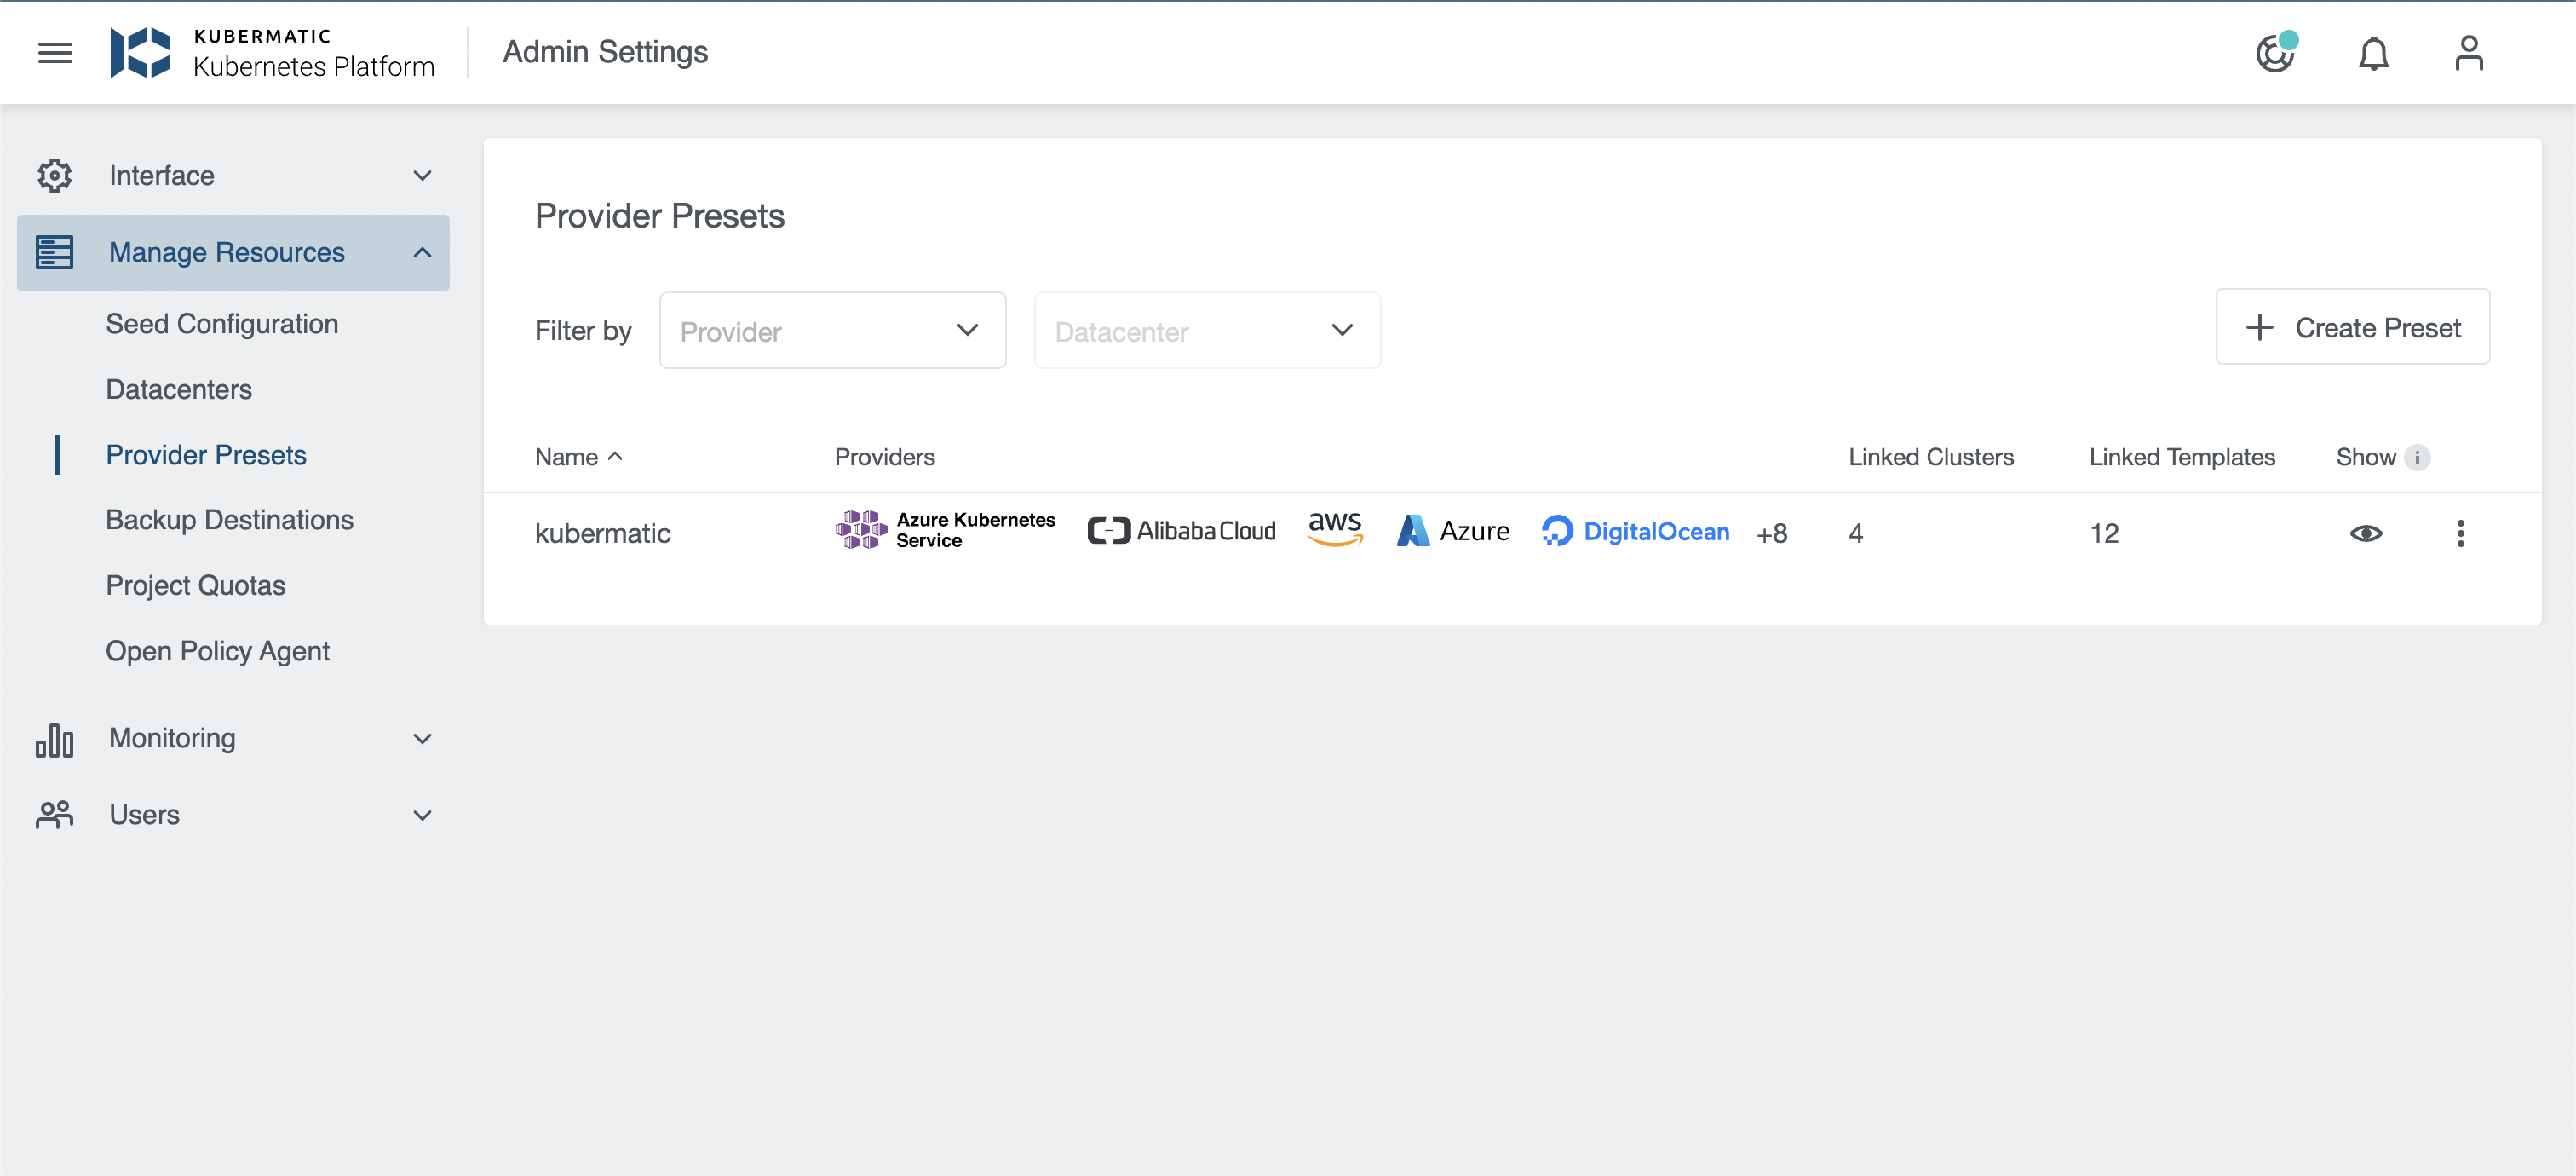 KUBERMATIC
Kubernetes Platform
Admin Settings
Interface
Manage Resources
Seed Configuration
Datacenters
Provider Presets
Backup Destinations
Project Quotas
Open Policy Agent
Monitoring
Users
Provider Presets
Filter by Provider Datacenter
Create Preset
Name Providers Linked Clusters Linked Templates Show i
kubermatic Azure Kubernetes Service Alibaba Cloud aws Azure DigitalOcean +8 4 12